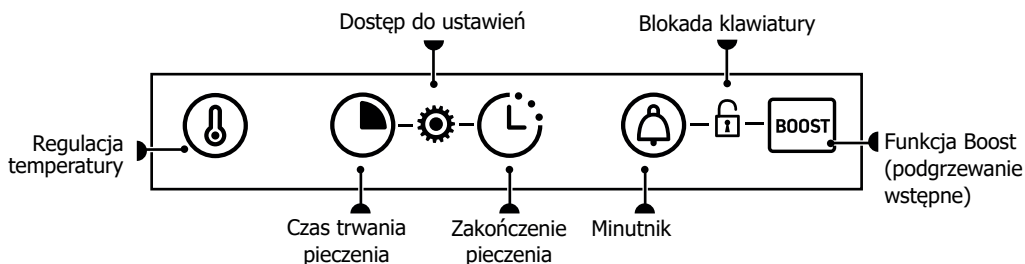 Dostęp do ustawień
Blokada klawiatury
Regulacja
temperatury
BOOST
Funkcja Boost
(podgrzewanie
wstępne)
Czas trwania
pieczenia
Zakończenie
pieczenia
Minutnik